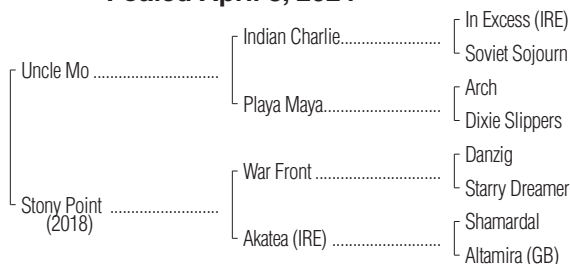 Foaled April 3, 2024
In Excess (IRE)
Indian Charlie
Soviet Sojourn
Uncle Mo
Arch
Playa Maya
Dixie Slippers
Danzig
War Front
Starry Dreamer
Stony Point
(2018)
Shamardal
Akatea (IRE)
Altamira (GB)